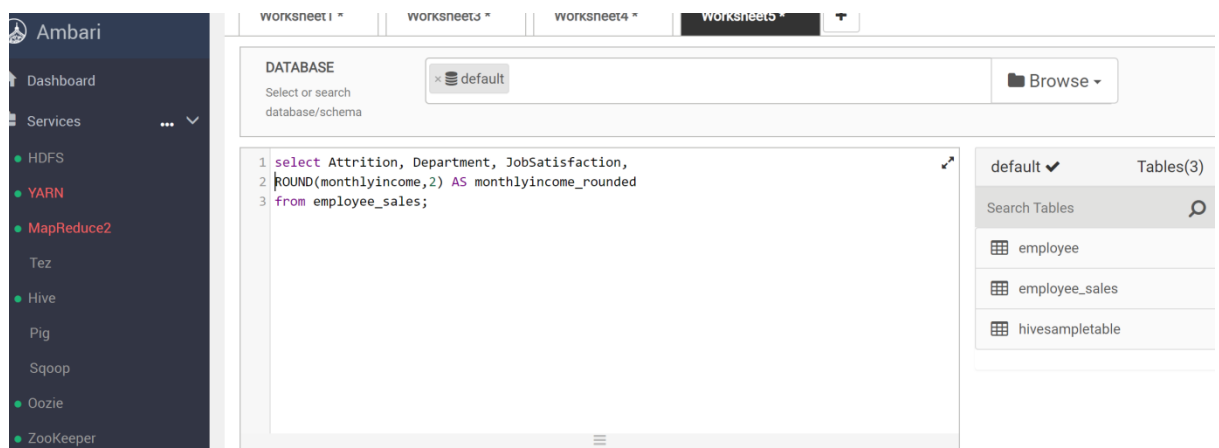 Ambari
Dashboard
Services ...
HDFS
YARN
MapReduce2
Tez
Hive
Pig
Sqoop
Oozie
ZooKeeper
Worksheet1 *
Worksheet3 *
Worksheet4 *
Worksheet5 *
+
DATABASE
Select or search
database/schema
× default
Browse
1 select Attrition, Department, JobSatisfaction,
2 ROUND(monthlyincome,2) AS monthlyincome_rounded
3 from employee_sales;
default ✔ Tables(3)
Search Tables
employee
employee_sales
hivesampletable